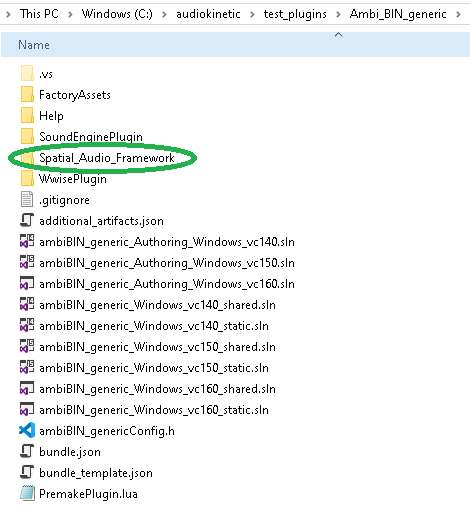 This PC > Windows (C:) > audiokinetic > test_plugins > Ambi_BIN_generic >
Name
.vs
FactoryAssets
Help
SoundEnginePlugin
Spatial_Audio_Framework
WwisePlugin
.gitignore
additional_artifacts.json
ambiBIN_generic_Authoring_Windows_vc140.sln
ambiBIN_generic_Authoring_Windows_vc150.sln
ambiBIN_generic_Authoring_Windows_vc160.sln
ambiBIN_generic_Windows_vc140_shared.sln
ambiBIN_generic_Windows_vc140_static.sln
ambiBIN_generic_Windows_vc150_shared.sln
ambiBIN_generic_Windows_vc150_static.sln
ambiBIN_generic_Windows_vc160_shared.sln
ambiBIN_generic_Windows_vc160_static.sln
ambiBIN_genericConfig.h
bundle.json
bundle_template.json
PremakePlugin.lua